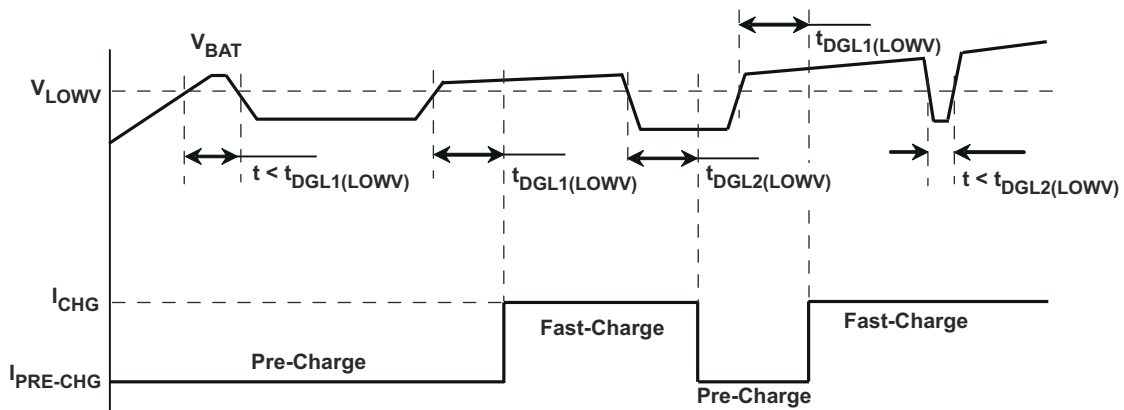 V_BAT
t_DGL1(LOWV)
V_LOWV
t < t_DGL1(LOWV)
t_DGL1(LOWV)
t_DGL2(LOWV)
t < t_DGL2(LOWV)
I_CHG
Fast-Charge
Fast-Charge
Pre-Charge
I_PRE-CHG
Pre-Charge